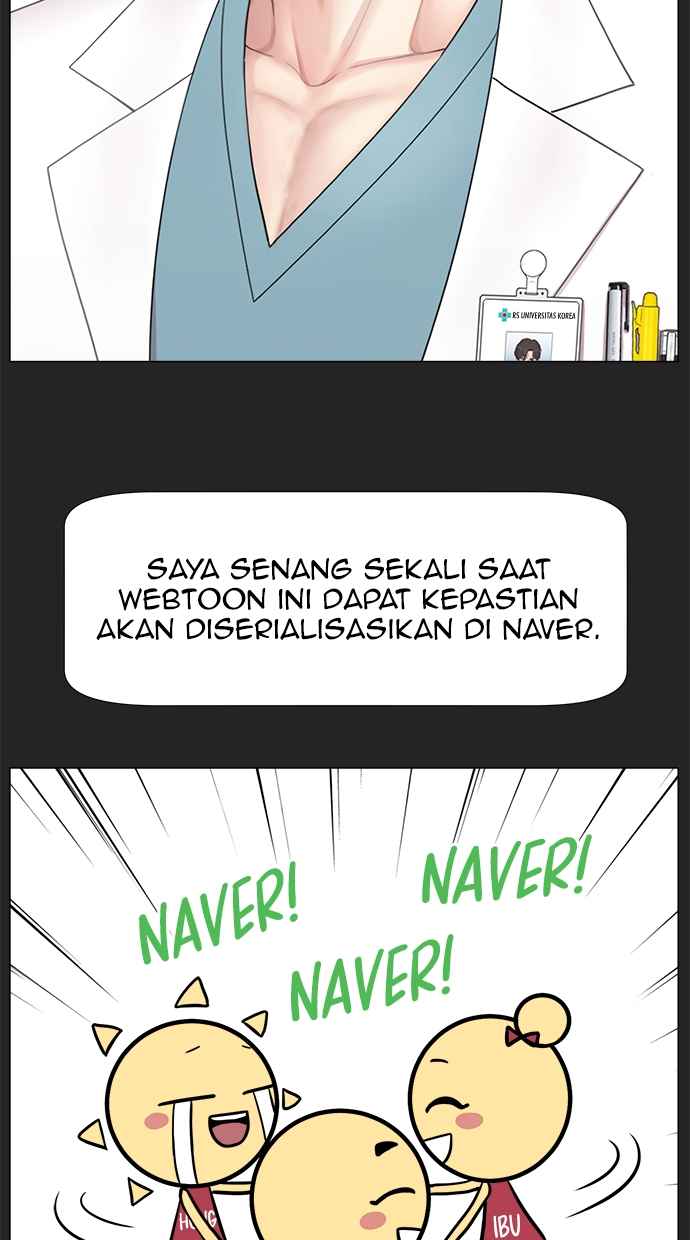 RS UNIVERSITAS KOREA
SAYA SENANG SEKALI SAAT
WEBTOON INI DAPAT KEPASTIAN
AKAN DISERIALISASIKAN DI NAVER.
NAVER!
NAVER!
NAVER!
IBU